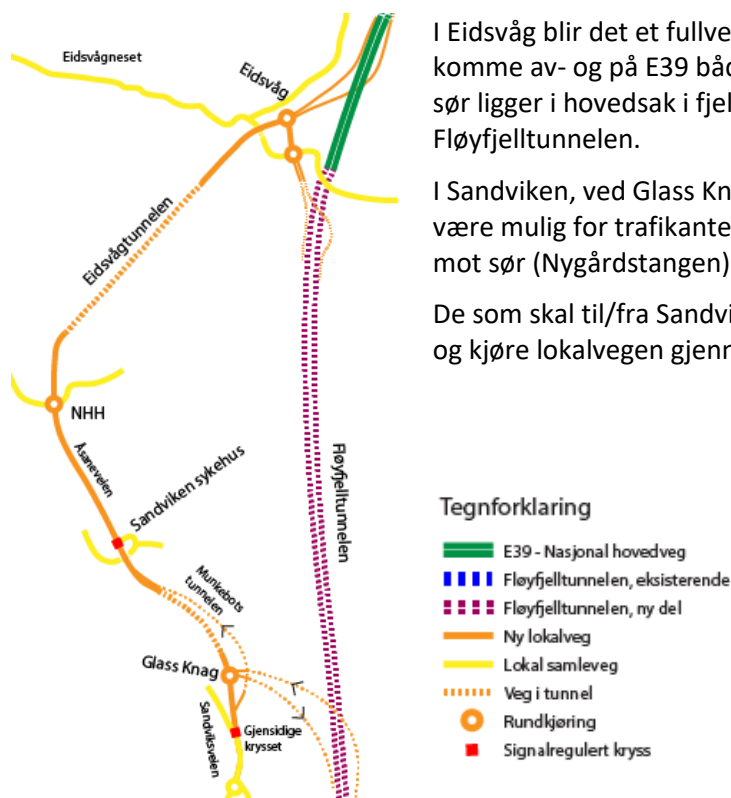 I Eidsvåg blir det et fullve
komme av- og på E39 båd
sør ligger i hovedsak i fjel
Fløyfjelltunnelen.
I Sandviken, ved Glass Kn
være mulig for trafikante
mot sør (Nygårdstangen)
De som skal til/fra Sandvi
og kjøre lokalvegen gjenn
Eidsvågneset
Eidsvåg
Eidsvågtunnelen
NHH
Åsaneveien
Sandviken sykehus
Fløyfjelltunnelen
Munkebots
tunnelen
Glass Knag
Sandviksveien
Gjensidige
krysset
Tegnforklaring
E39 - Nasjonal hovedveg
Fløyfjelltunnelen, eksisterende
Fløyfjelltunnelen, ny del
Ny lokalveg
Lokal samleveg
Veg i tunnel
Rundkjøring
Signalregulert kryss